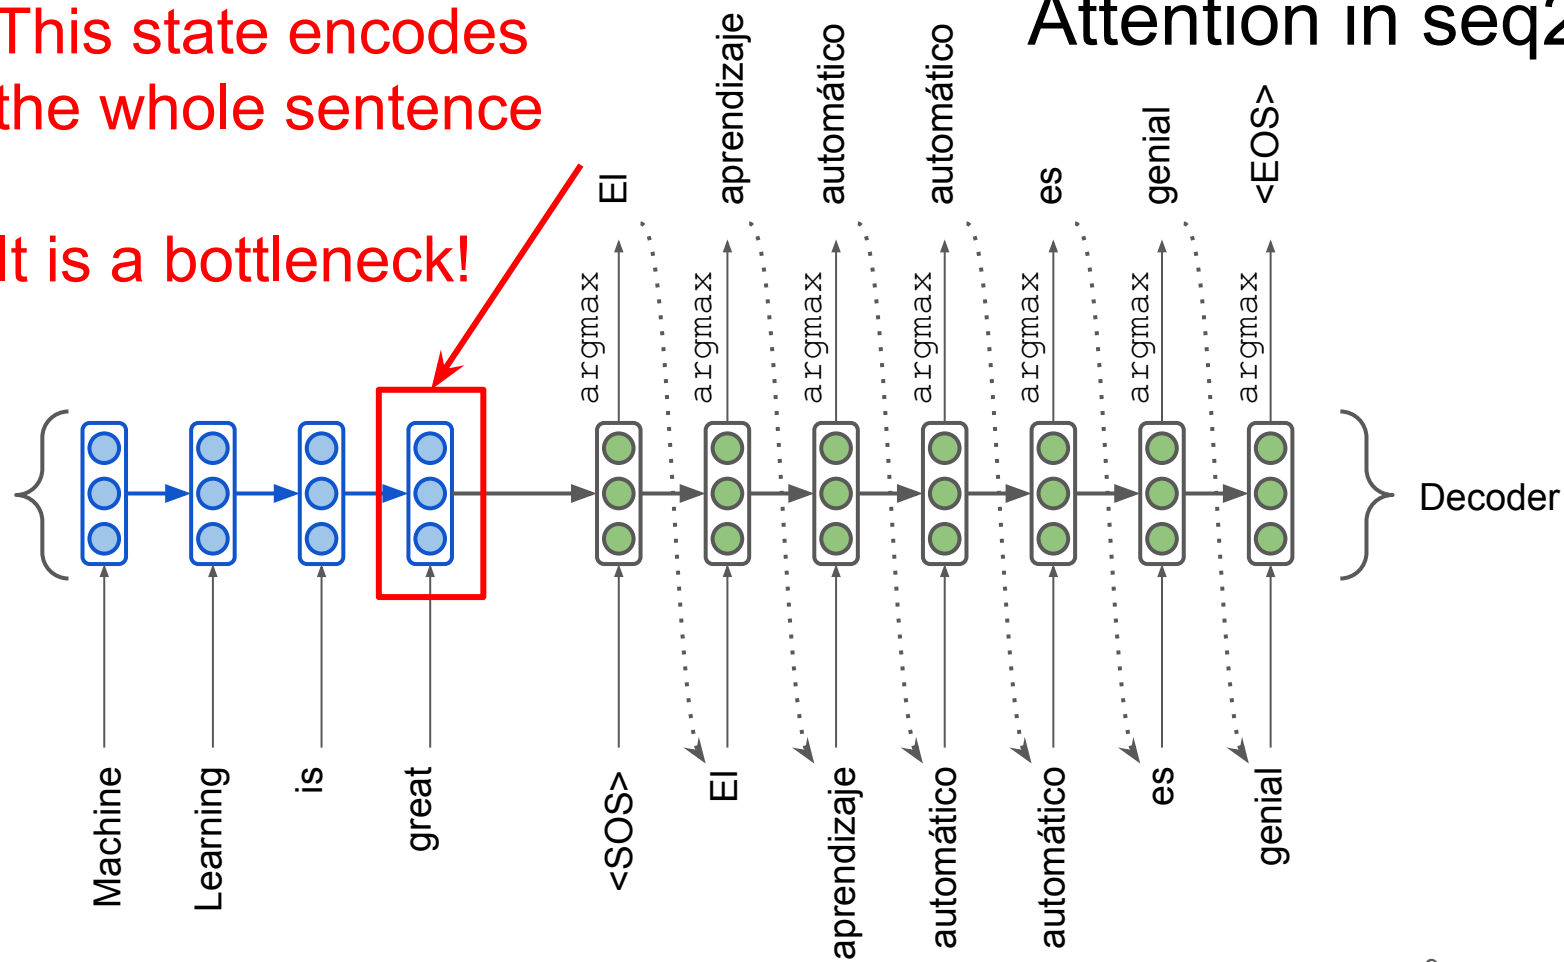 This state encodes
the whole sentence
It is a bottleneck!
Attention in seq2
El
aprendizaje
automático
automático
es
genial
<EOS>
argmax
argmax
argmax
argmax
argmax
argmax
argmax
Decoder
Machine
Learning
is
great
<SOS>
El
aprendizaje
automático
automático
es
genial